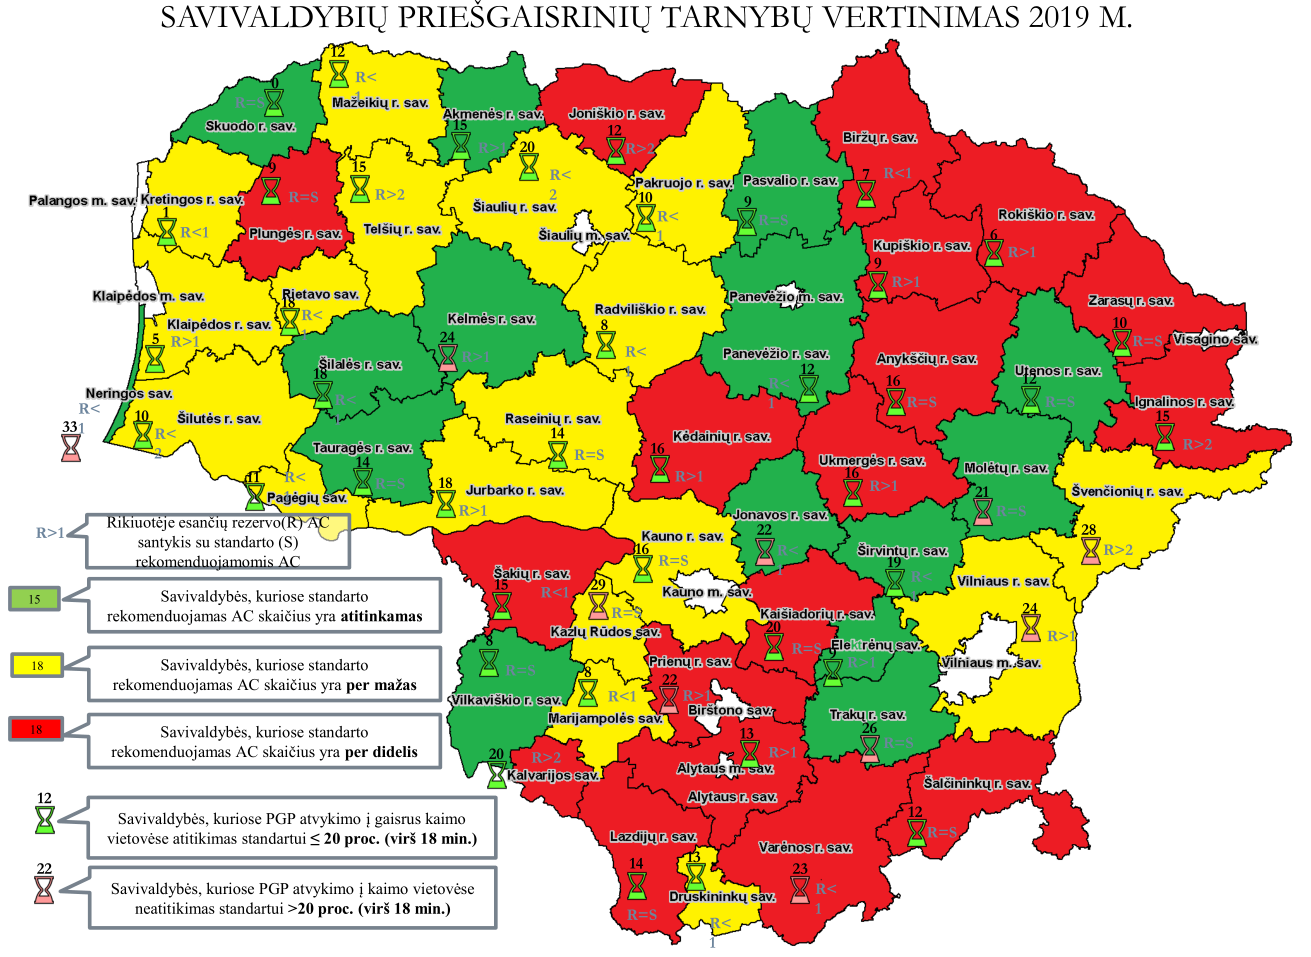 SAVIVALDYBIŲ PRIEŠGAISRINIŲ TARNYBŲ VERTINIMAS 2019 M.
12
R<
1
Mažeikių r. sav.
0
R=S
Skuodo r. sav.
Akmenės r. sav.
15
R>1
Joniškio r. sav.
12
R>2
Biržų r. sav.
7
R<1
20
R<
2
Šiaulių r. sav.
Šiaulių m. sav.
Pakruojo r. sav.
10
R<
1
Pasvalio r. sav.
9
R=S
Palangos m. sav.
Kretingos r. sav.
1
R<1
9
R=S
Plungės r. sav.
15
R>2
Telšių r. sav.
Rokiškio r. sav.
6
R>1
Kupiškio r. sav.
9
R>1
Klaipėdos m. sav.
Rietavo sav.
18
R<
1
Klaipėdos r. sav.
R>1
5
Kelmės r. sav.
24
R>1
Radviliškio r. sav.
8
R<
1
Panevėžio m. sav.
Panevėžio r. sav.
12
R<
1
Zarasų r. sav.
10
R=S
Visagino sav.
Anykščių r. sav.
16
R=S
Utenos r. sav.
12
R=S
Ignalinos r. sav.
15
R>2
Šilalės r. sav.
18
R<
Neringos sav.
R<
1
33
Šilutės r. sav.
10
R<
2
Raseinių r. sav.
14
R=S
Kėdainių r. sav.
16
R>1
Tauragės r. sav.
14
R=S
Ukmergės r. sav.
16
R>1
Molėtų r. sav.
21
R=S
Švenčionių r. sav.
28
R>2
11
R<
Pagėgių sav.
18
Jurbarko r. sav.
R>1
Jonavos r. sav.
22
R<
1
Kauno r. sav.
16
R=S
Širvintų r. sav.
19
R<
Šakių r. sav.
15
R<1
29
R=S
Kauno m. sav.
Kazlų Rūdos sav.
Kaišiadorių r. sav.
20
R=S
Vilniaus r. sav.
24
R>1
Vilniaus m. sav.
Elektrėnų sav.
9
R>1
8
R=S
Vilkaviškio r. sav.
Prienų r. sav.
22
R>1
Birštono sav.
8
R<1
Marijampolės sav.
Trakų r. sav.
26
R=S
13
R>1
Alytaus m. sav.
Alytaus r. sav.
20
R>2
Kalvarijos sav.
Šalčininkų r. sav.
12
R=S
Lazdijų r. sav.
14
R=S
Varėnos r. sav.
23
R<
1
13
Druskininkų sav.
R<
1
R>1
Rikiuotėje esančių rezervo(R) AC
santykis su standarto (S)
rekomenduojamomis AC
15
Savivaldybės, kuriose standarto
rekomenduojamas AC skaičius yra atitinkamas
18
Savivaldybės, kuriose standarto
rekomenduojamas AC skaičius yra per mažas
18
Savivaldybės, kuriose standarto
rekomenduojamas AC skaičius yra per didelis
12
Savivaldybės, kuriose PGP atvykimo į gaisrus kaimo
vietovėse atitikimas standartui ≤ 20 proc. (virš 18 min.)
22
Savivaldybės, kuriose PGP atvykimo į kaimo vietovėse
neatitikimas standartui >20 proc. (virš 18 min.)